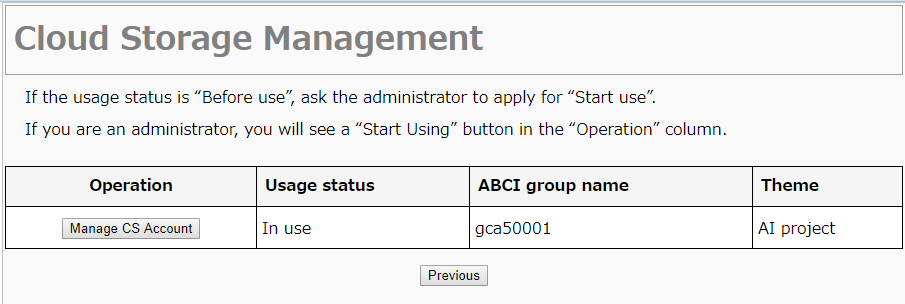 Cloud Storage Management
If the usage status is “Before use”, ask the administrator to apply for “Start use”.
If you are an administrator, you will see a “Start Using” button in the “Operation” column.
Operation Usage status ABCI group name Theme
Manage CS Account In use gca50001 AI project
Previous